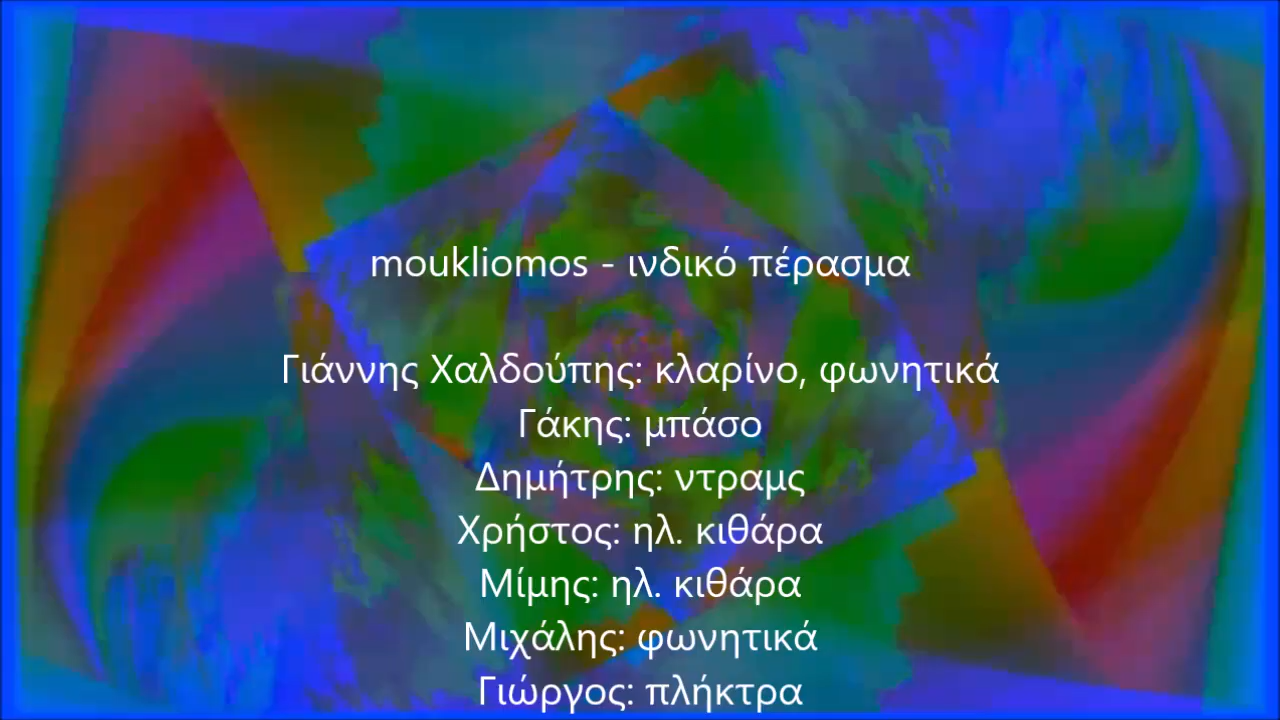 moukliomos - ινδικό πέρασμα
Γιάννης Χαλδούπης: κλαρίνο, φωνητικά
Γάκης: μπάσο
Δημήτρης: ντραμς
Χρήστος: ηλ. κιθάρα
Μίμης: ηλ. κιθάρα
Μιχάλης: φωνητικά
Γιώργος: πλήκτρα